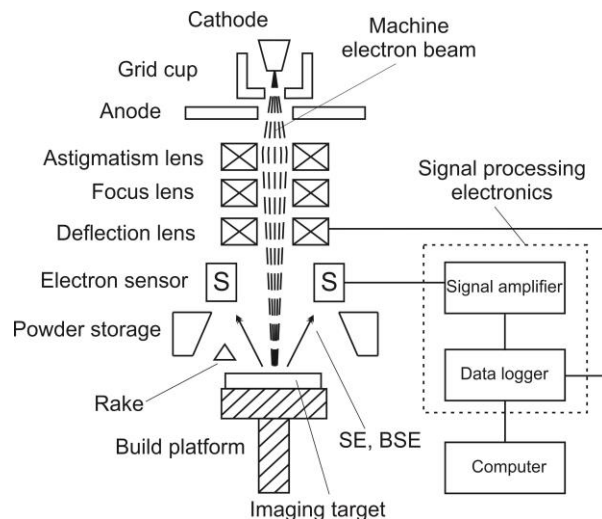 Cathode
Machine
electron beam
Grid cup
Anode
Astigmatism lens
Signal processing
electronics
Focus lens
Deflection lens
Electron sensor
S
S
Signal amplifier
Powder storage
Data logger
Rake
SE, BSE
Build platform
Computer
Imaging target